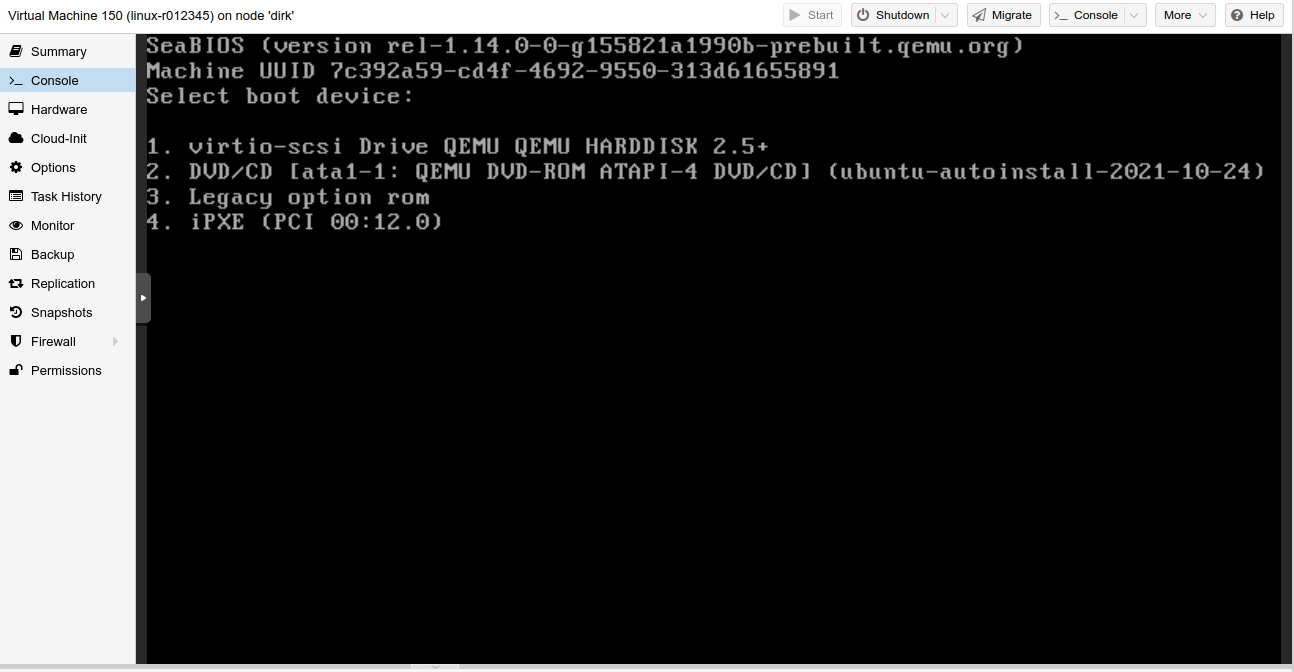 Virtual Machine 150 (linux-r012345) on node 'dirk'
Start
Shutdown
Migrate
Console
More
Help
Summary
Console
Hardware
Cloud-Init
Options
Task History
Monitor
Backup
Replication
Snapshots
Firewall
Permissions
SeaBIOS (version rel-1.14.0-0-g155821a1990b-prebuilt.qemu.org)
Machine UUID 7c392a59-cd4f-4692-9550-313d61655891
Select boot device:
1. virtio-scsi Drive QEMU QEMU HARDDISK 2.5+
2. DVD/CD [ata1-1: QEMU DVD-ROM ATAPI-4 DVD/CD] (ubuntu-autoinstall-2021-10-24)
3. Legacy option rom
4. iPXE (PCI 00:12.0)